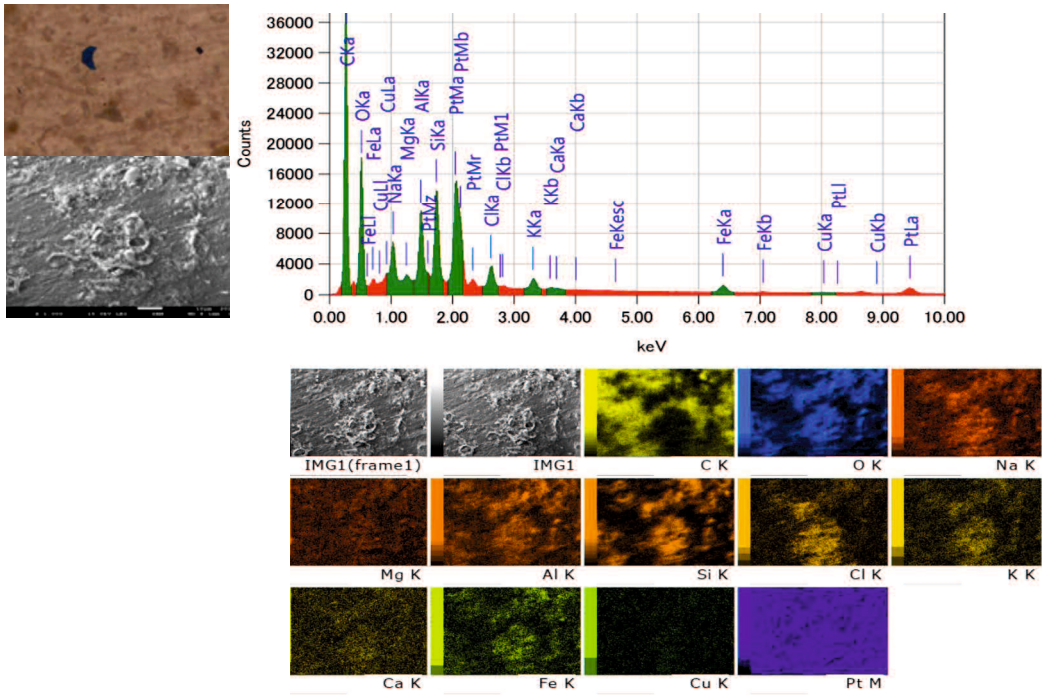 36000
32000
28000
24000
20000
16000
12000
8000
4000
0
Counts
CKa
OKa
FeLl
FeLa
CuLl
CuLa
NaKa
MgKa
AlKa
PtMz
SiKa
PtMa
PtMb
PtMr
ClKa
ClKb
PtM1
KKa
KKb
CaKa
CaKb
FeKesc
FeKa
FeKb
CuKa
PtLl
CuKb
PtLa
0.00 1.00 2.00 3.00 4.00 5.00 6.00 7.00 8.00 9.00 10.00
keV
IMG1(frame1) IMG1 C K O K Na K
Mg K Al K Si K Cl K K K
Ca K Fe K Cu K Pt M